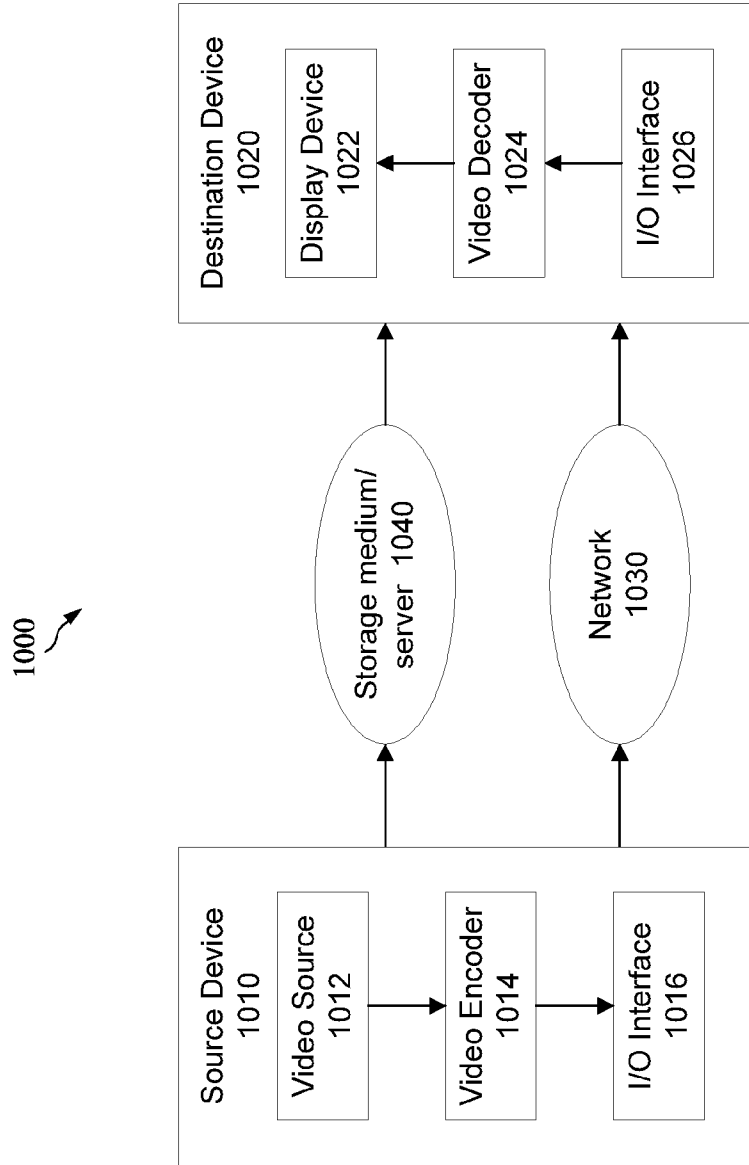 1000
Source Device
1010
Video Source
1012
Video Encoder
1014
I/O Interface
1016
Storage medium/
server 1040
Network
1030
Destination Device
1020
Display Device
1022
Video Decoder
1024
I/O Interface
1026